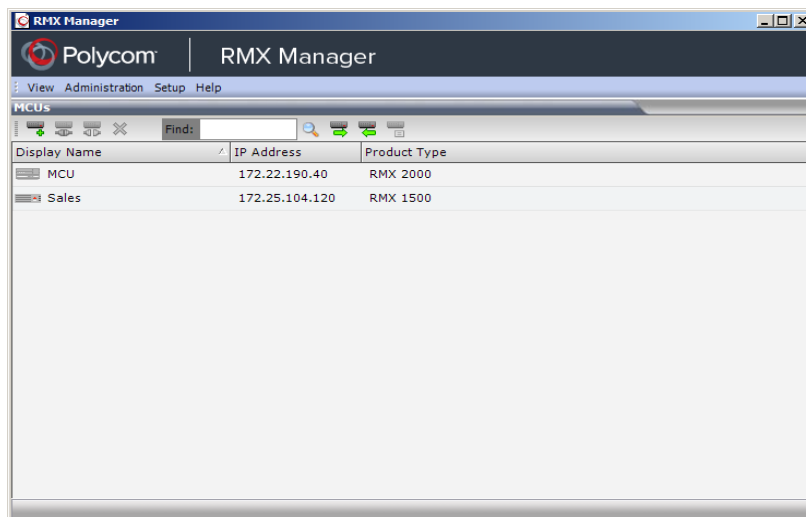 RMX Manager
Polycom RMX Manager
View Administration Setup Help
MCUs
Find:
Display Name IP Address Product Type
MCU 172.22.190.40 RMX 2000
Sales 172.25.104.120 RMX 1500